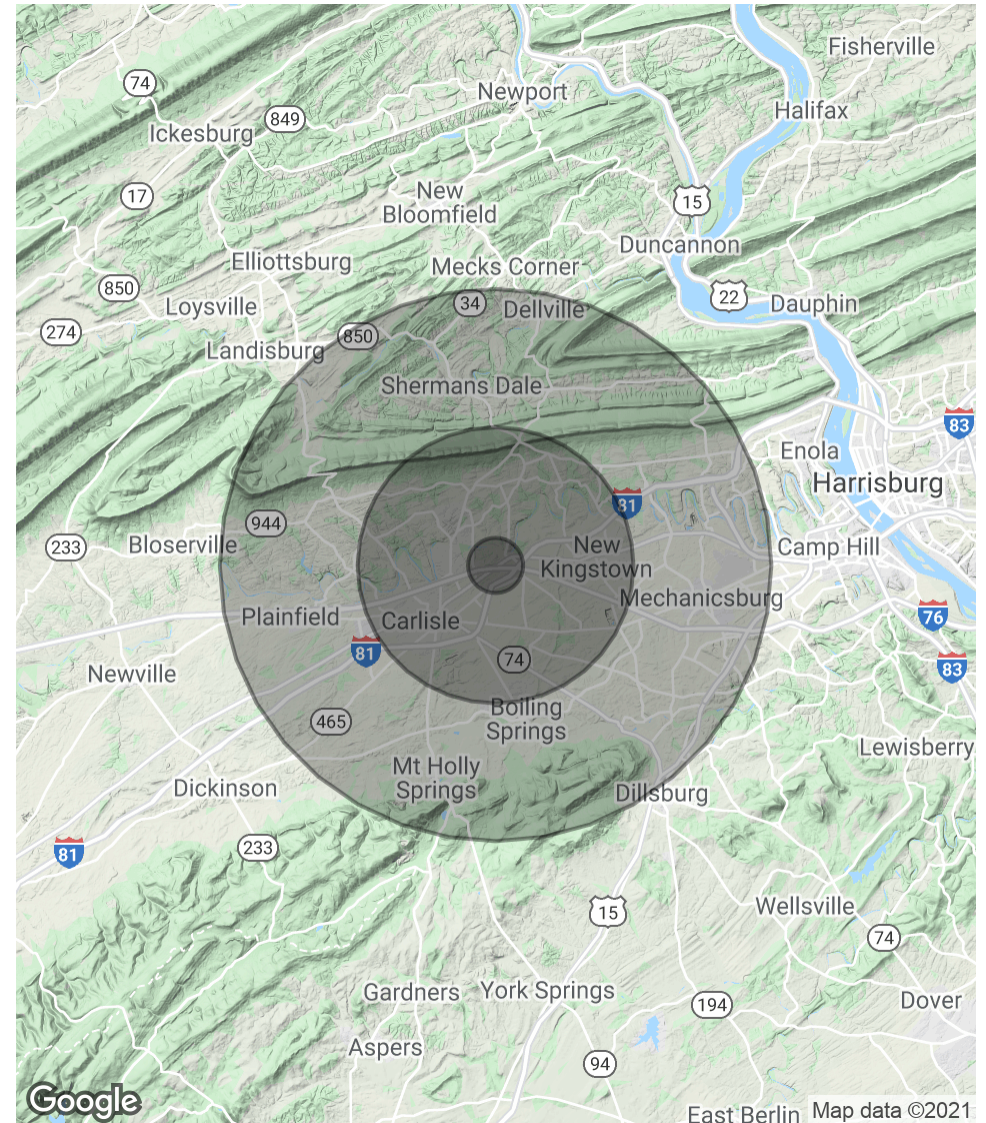 Fisherville
74
Newport
Halifax
849
Ickesburg
17
New
Bloomfield
15
Duncannon
Elliottsburg
Mecks Corner
850
22
Dauphin
Loysville
34
Dellville
274
850
Landisburg
Shermans Dale
83
Enola
Harrisburg
81
944
233
Bloserville
New
Kingstown
Camp Hill
Mechanicsburg
Plainfield
Carlisle
76
81
74
83
Newville
465
Boiling
Springs
Lewisberry
Mt Holly
Springs
Dickinson
Dillsburg
233
81
15
Wellsville
74
Gardners
York Springs
194
Dover
Aspers
94
Google
East Berlin
Map data ©2021